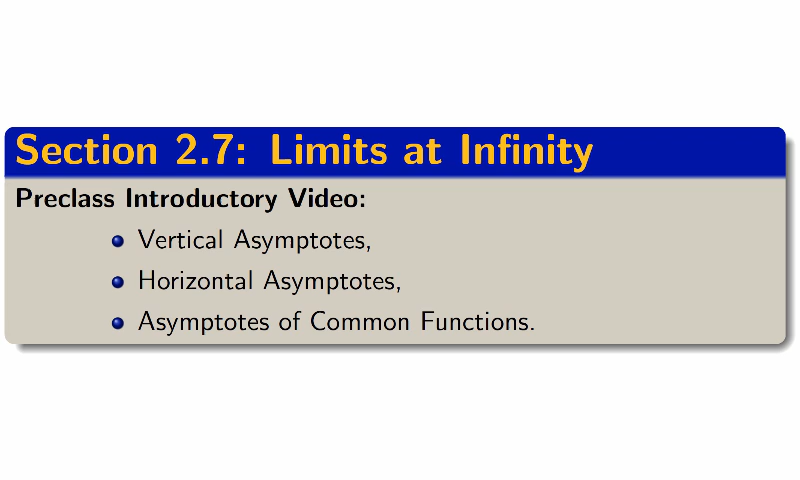 Section 2.7: Limits at Infinity
Preclass Introductory Video:
Vertical Asymptotes,
Horizontal Asymptotes,
Asymptotes of Common Functions.